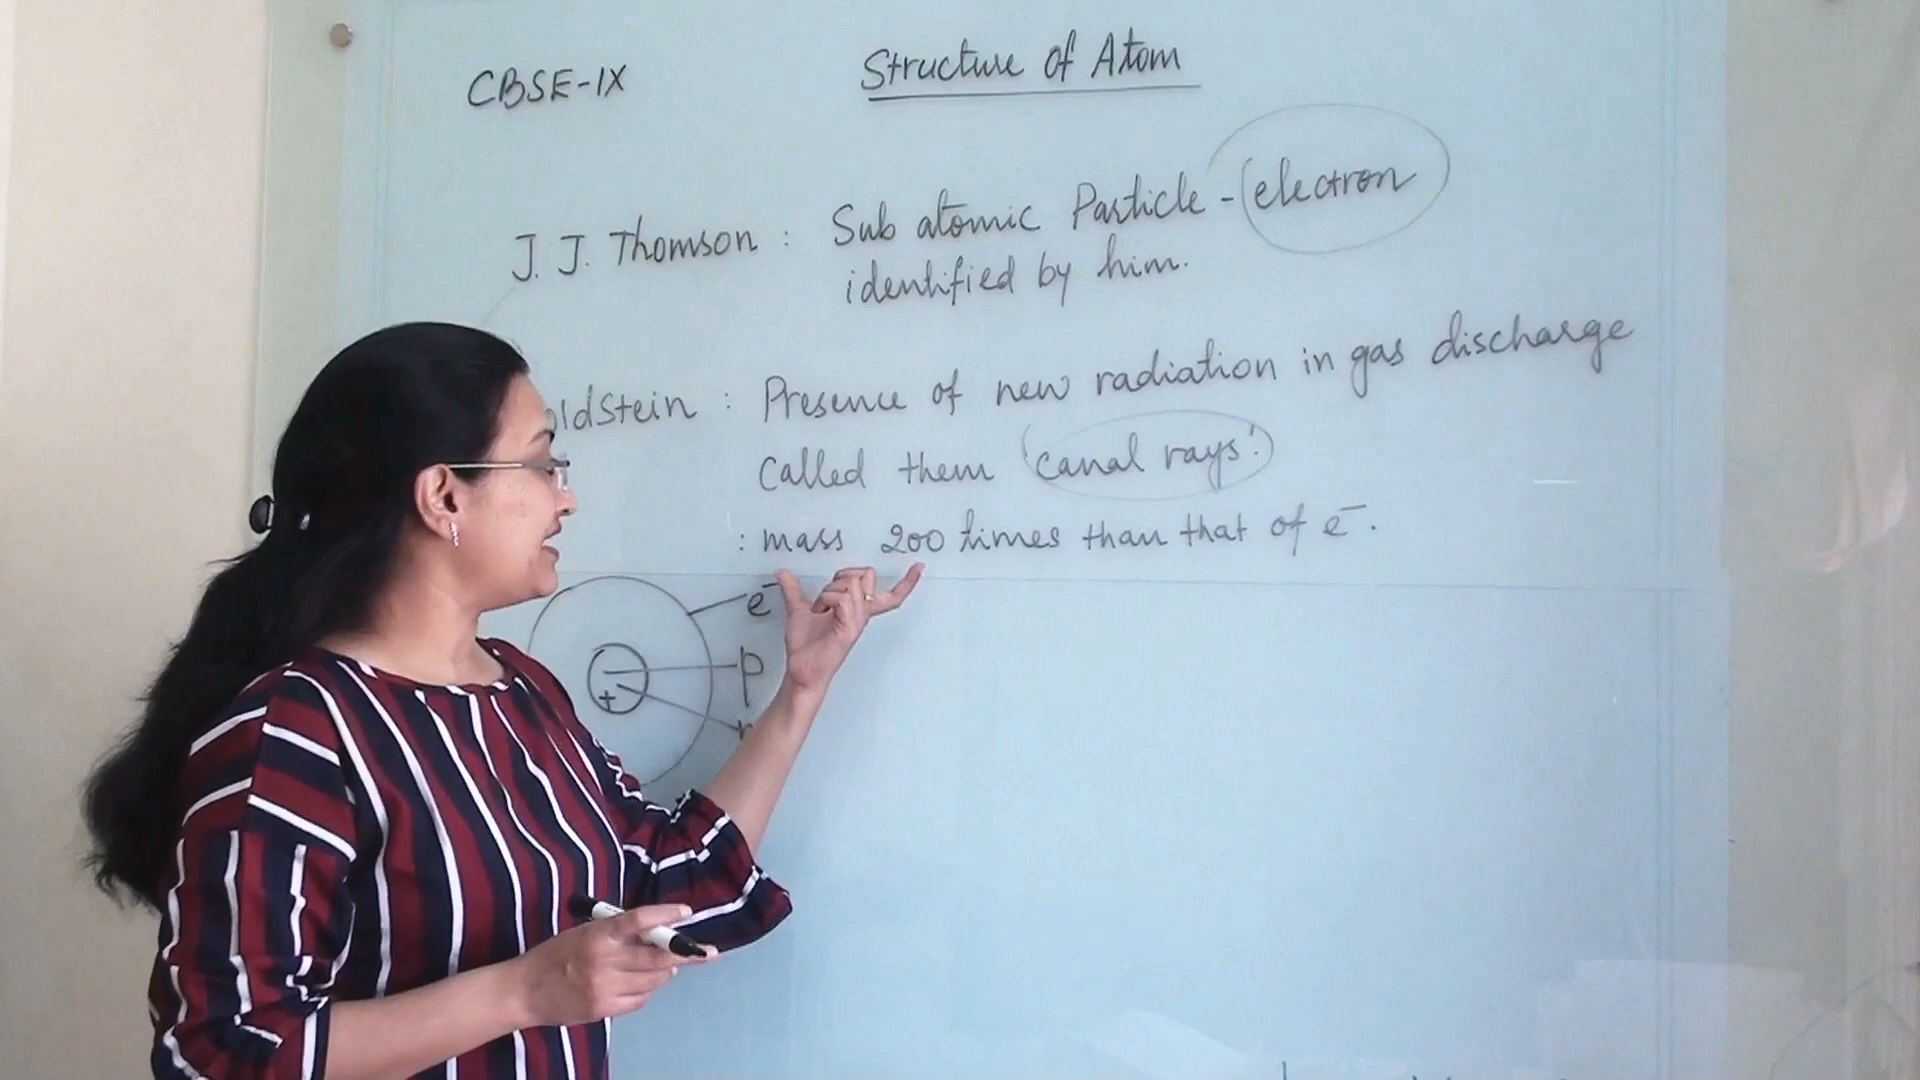 CBSE-IX
Structure of Atom
J. J. Thomson : Sub atomic Particle - electron
identified by him.
oldstein : Presence of new radiation in gas discharge
Called them 'canal rays'.
: mass 200 times than that of e⁻.
e⁻
p
+